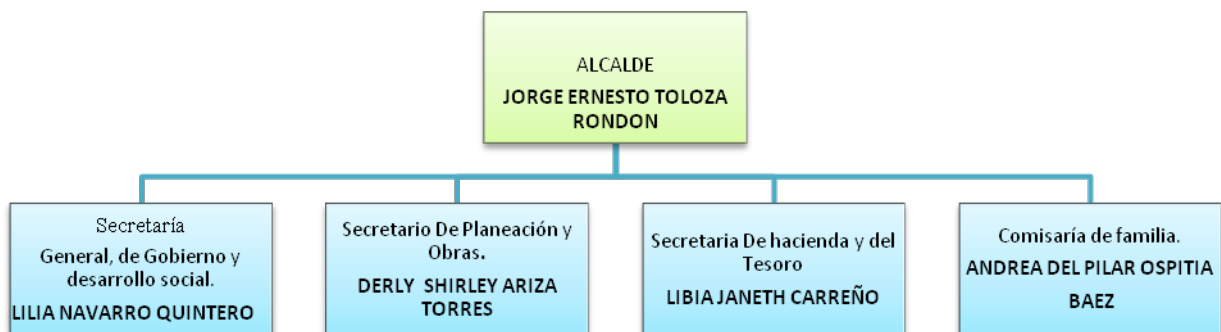 ALCALDE
JORGE ERNESTO TOLOZA
RONDON
Secretaría
General, de Gobierno y
desarrollo social.
LILIA NAVARRO QUINTERO
Secretario De Planeación y
Obras.
DERLY SHIRLEY ARIZA
TORRES
Secretaria De hacienda y del
Tesoro
LIBIA JANETH CARREÑO
Comisaría de familia.
ANDREA DEL PILAR OSPITIA
BAEZ